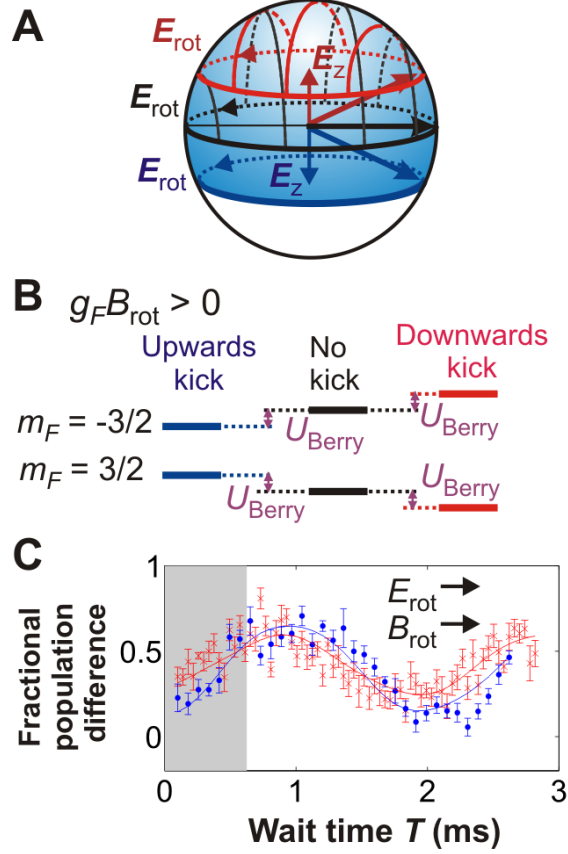 A
E_rot
E_z
E_rot
E_rot
E_z
B
g_F B_rot > 0
Upwards kick
No kick
Downwards kick
m_F = -3/2
U_Berry
U_Berry
m_F = 3/2
U_Berry
U_Berry
C
Fractional population difference
1
0.5
0
E_rot
B_rot
0
1
2
3
Wait time T (ms)